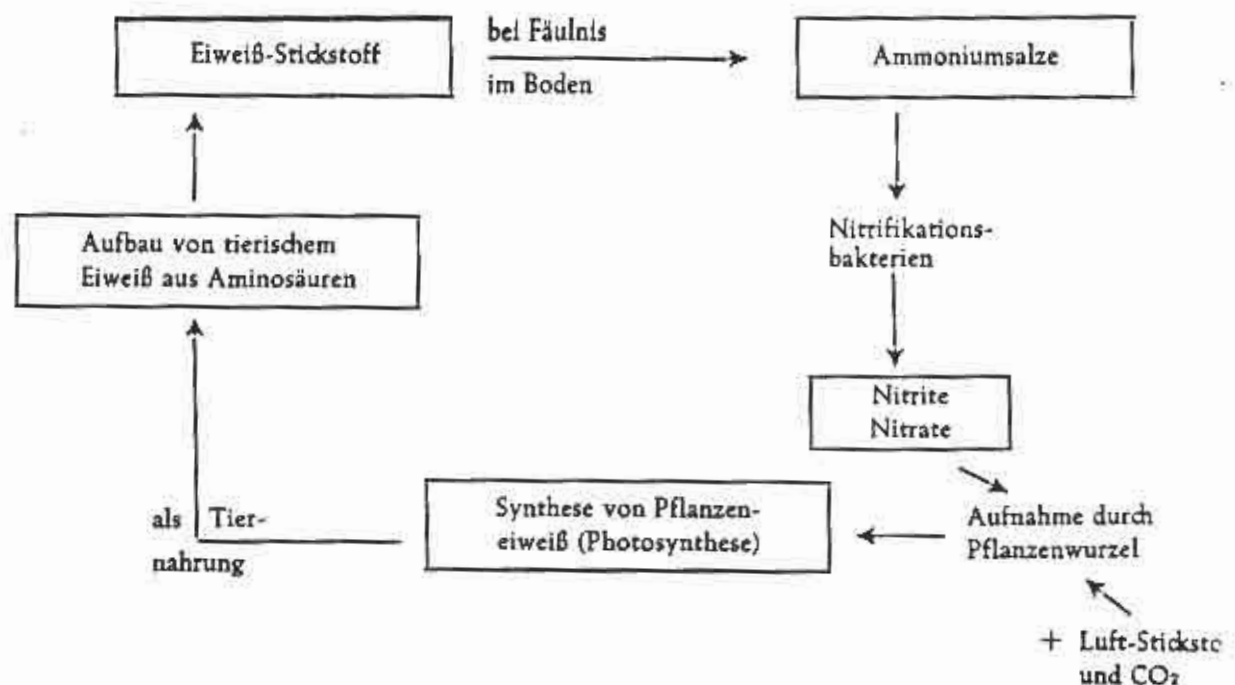 Eiweiß-Stickstoff
bei Fäulnis
im Boden
Ammoniumsalze
Nitrifikations-
bakterien
Nitrite
Nitrate
Aufnahme durch
Pflanzenwurzel
+ Luft-Sticksto
und CO₂
Synthese von Pflanzen-
eiweiß (Photosynthese)
als Tier-
nahrung
Aufbau von tierischem
Eiweiß aus Aminosäuren